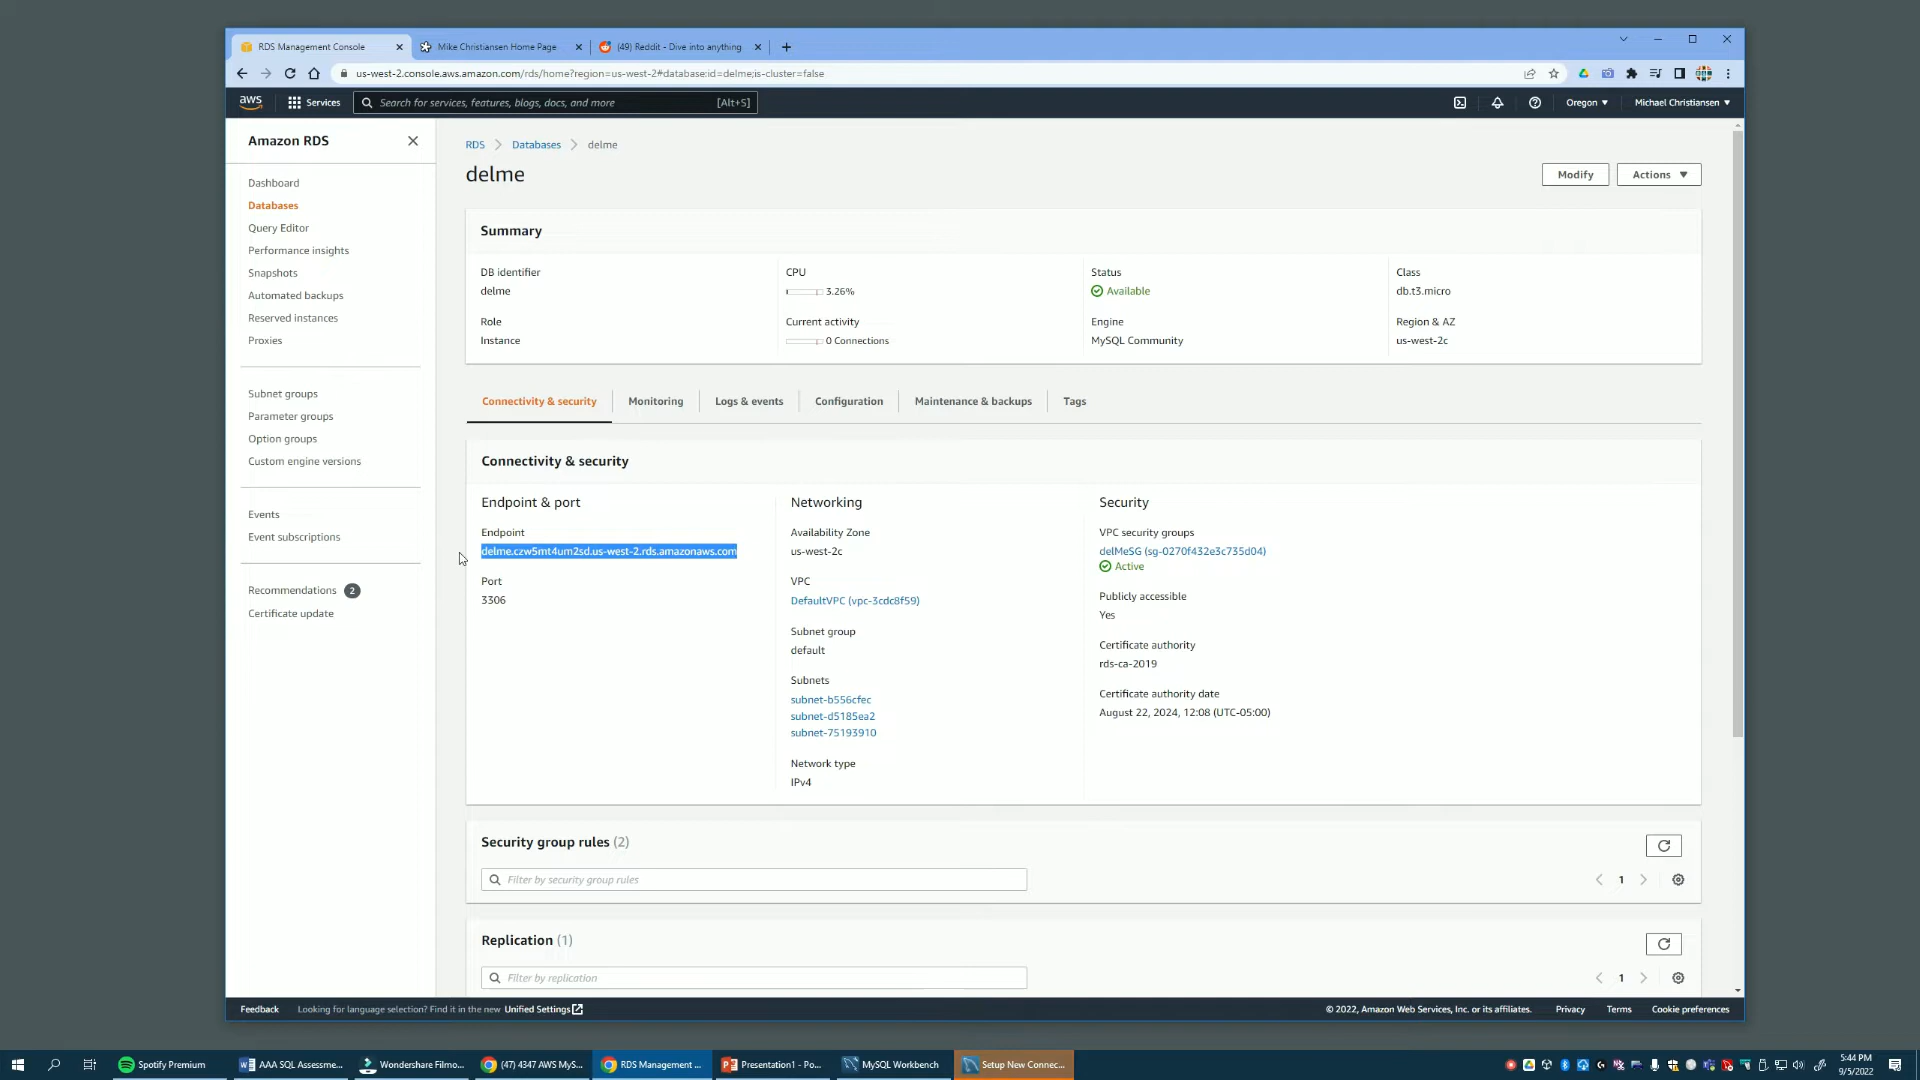 RDS Management Console
Mike Christiansen Home Page
(49) Reddit - Dive into anything
us-west-2.console.aws.amazon.com/rds/home?region=us-west-2#database:id=delme;is-cluster=false
aws
Services
Search for services, features, blogs, docs, and more
[Alt+S]
Oregon
Michael Christiansen
Amazon RDS
Dashboard
Databases
Query Editor
Performance insights
Snapshots
Automated backups
Reserved instances
Proxies
Subnet groups
Parameter groups
Option groups
Custom engine versions
Events
Event subscriptions
Recommendations 2
Certificate update
RDS
Databases
delme
delme
Modify
Actions
Summary
DB identifier
delme
CPU
3.26%
Status
Available
Class
db.t3.micro
Role
Instance
Current activity
0 Connections
Engine
MySQL Community
Region & AZ
us-west-2c
Connectivity & security
Monitoring
Logs & events
Configuration
Maintenance & backups
Tags
Connectivity & security
Endpoint & port
Endpoint
delme.czw5mt4um2sd.us-west-2.rds.amazonaws.com
Port
3306
Networking
Availability Zone
us-west-2c
VPC
DefaultVPC (vpc-3cdc8f59)
Subnet group
default
Subnets
subnet-b556cfec
subnet-d5185ea2
subnet-75193910
Network type
IPv4
Security
VPC security groups
delMeSG (sg-0270f432e3c735d04)
Active
Publicly accessible
Yes
Certificate authority
rds-ca-2019
Certificate authority date
August 22, 2024, 12:08 (UTC-05:00)
Security group rules (2)
Filter by security group rules
1
Replication (1)
Filter by replication
1
Feedback
Looking for language selection? Find it in the new Unified Settings
© 2022, Amazon Web Services, Inc. or its affiliates.
Privacy
Terms
Cookie preferences
Spotify Premium
AAA SQL Assessme...
Wondershare Filmo...
(47) 4347 AWS MyS...
RDS Management ...
Presentation1 - Po...
MySQL Workbench
Setup New Connec...
5:44 PM
9/5/2022